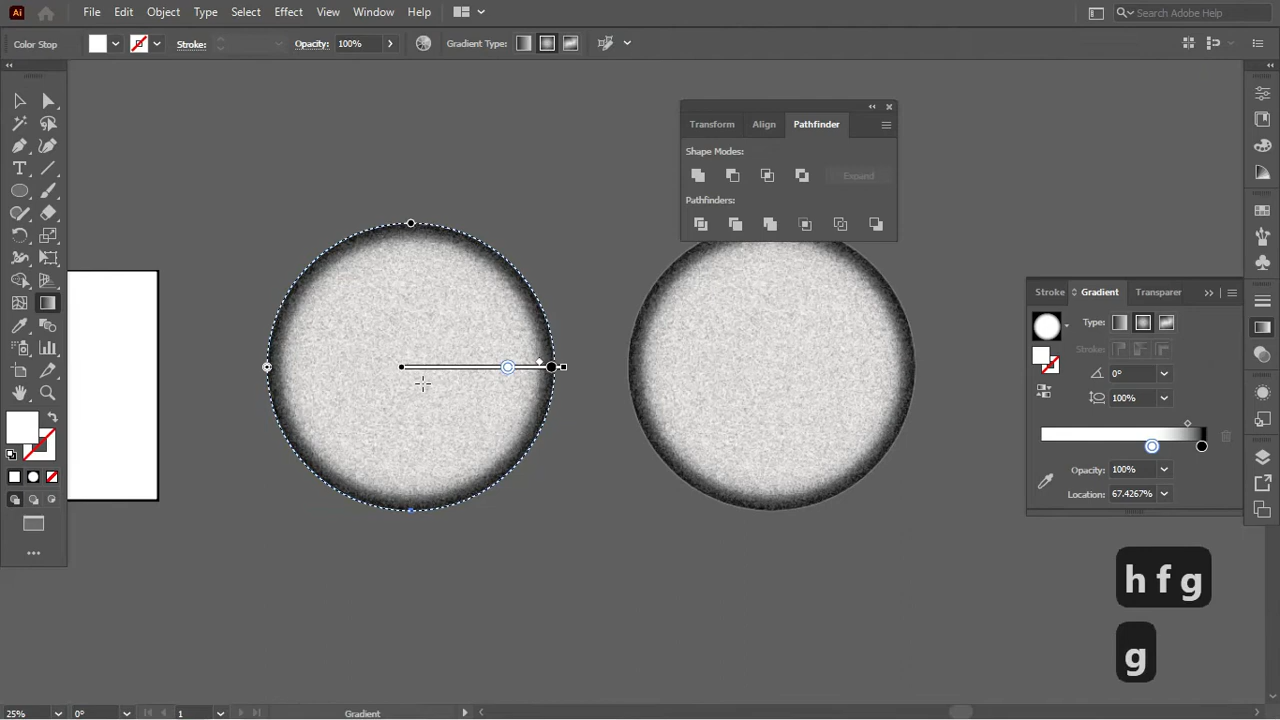 Ai File Edit Object Type Select Effect View Window Help Search Adobe Help
Color Stop Stroke: Opacity: 100% Gradient Type:
Transform Align Pathfinder
Shape Modes:
Expand
Pathfinders:
Stroke Gradient Transparer
Type:
Stroke:
0°
100%
Opacity: 100%
Location: 67.4267%
h f g
g
25% 0° 1 Gradient